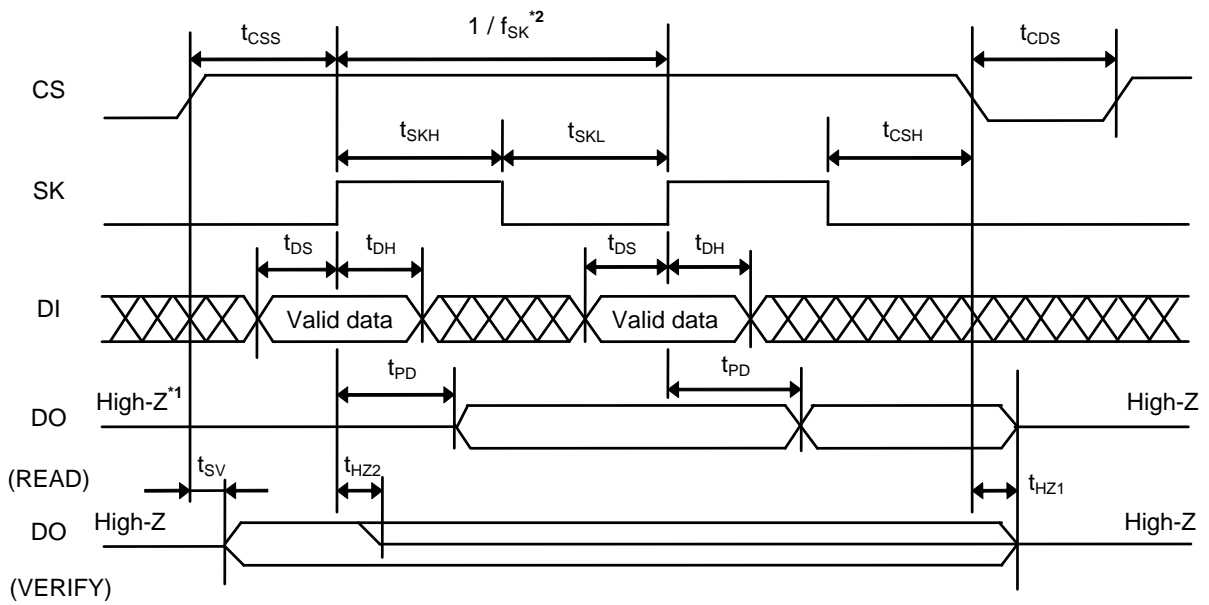 tCSS 1 / fSK*2 tCDS
CS
tSKH tSKL tCSH
SK
tDS tDH tDS tDH
DI Valid data Valid data
tPD tPD
DO High-Z*1 High-Z
(READ) tSV tHZ2 tHZ1
DO High-Z High-Z
(VERIFY)